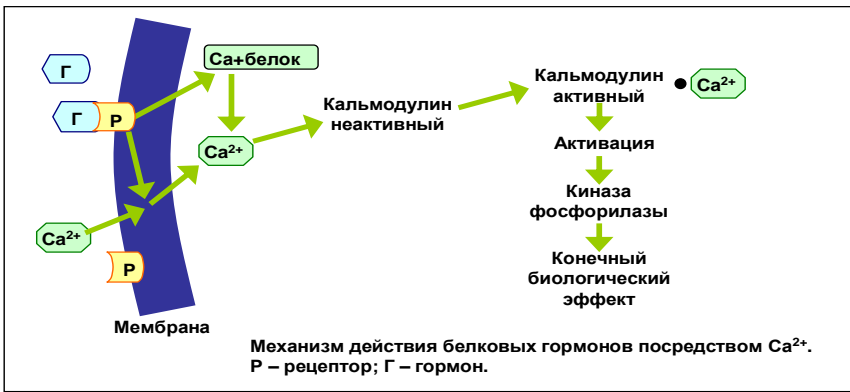 Г
Са+белок
Г Р
Са²⁺
Са²⁺
Р
Мембрана
Кальмодулин
неактивный
Кальмодулин
активный
• Са²⁺
Активация
Киназа
фосфорилазы
Конечный
биологический
эффект
Механизм действия белковых гормонов посредством Са²⁺.
Р – рецептор; Г – гормон.